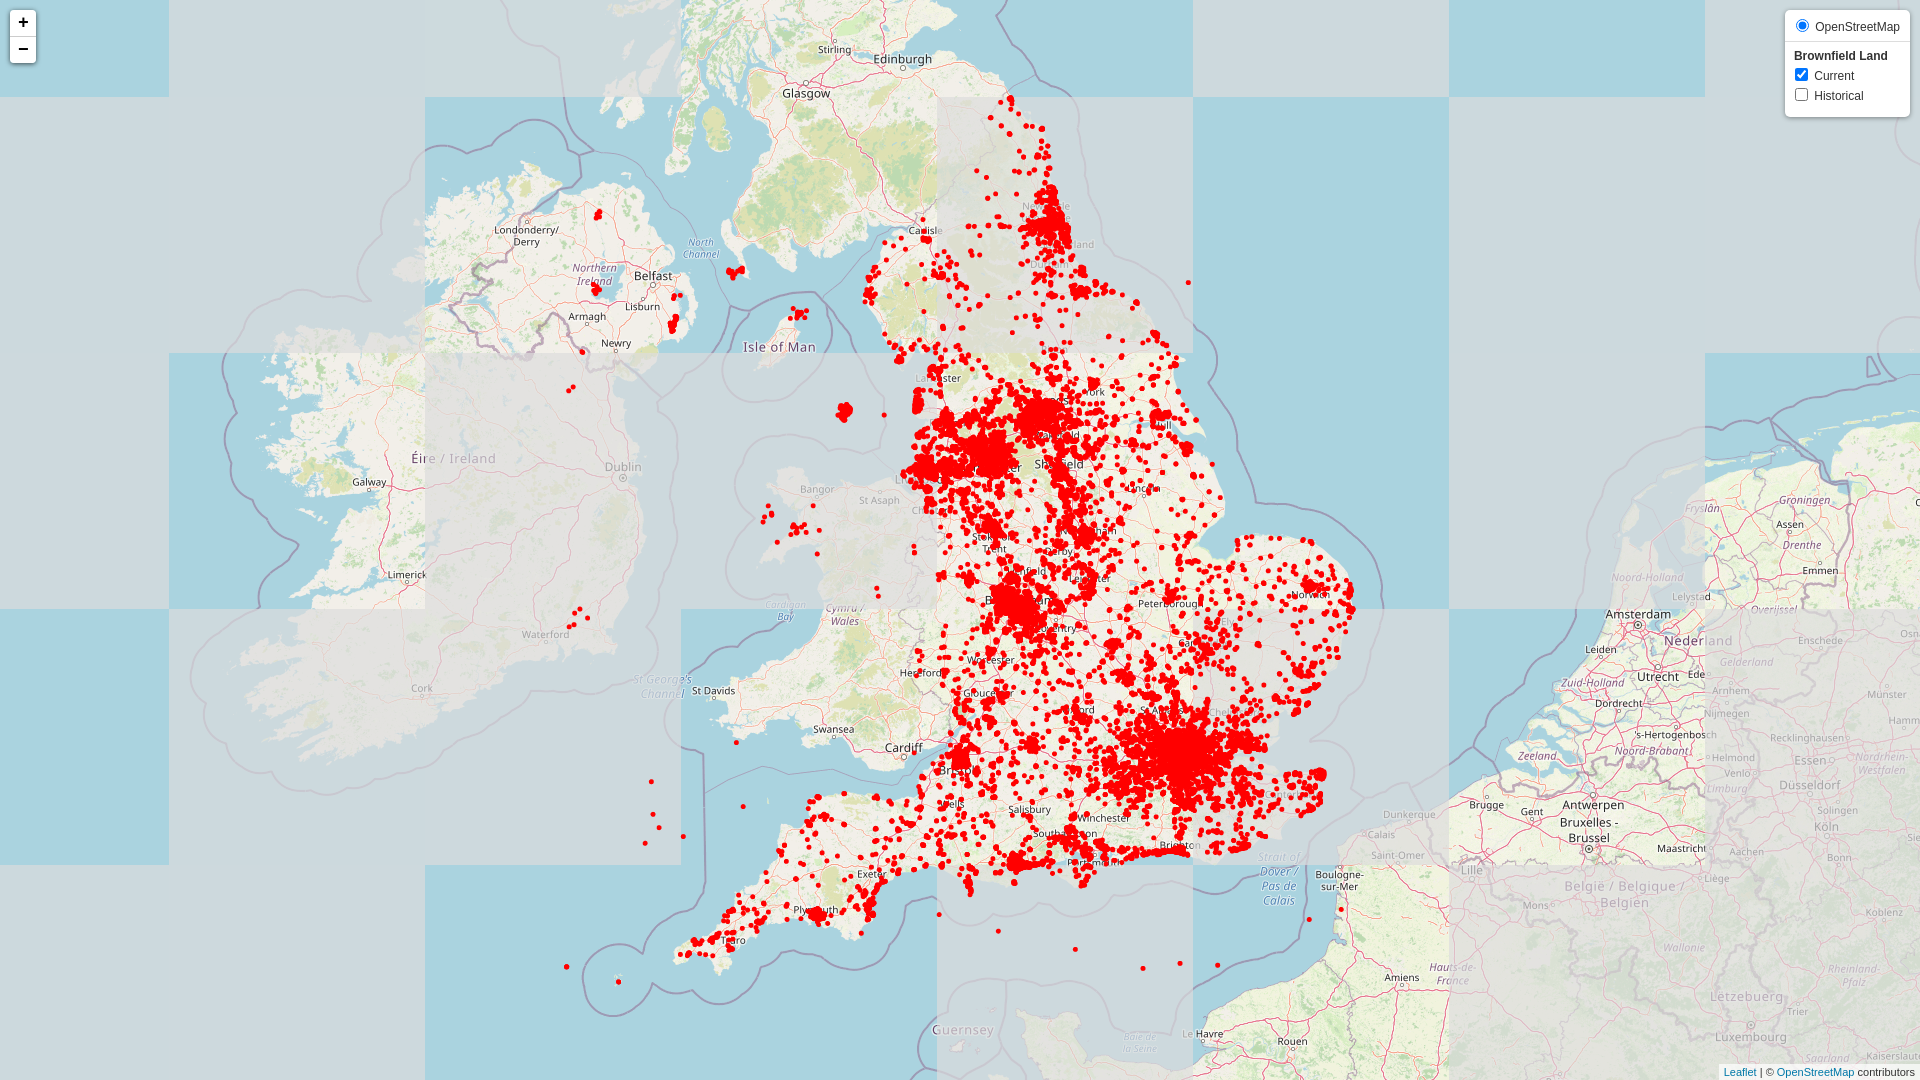 +
−
OpenStreetMap
Brownfield Land
Current
Historical
Stirling
Edinburgh
Glasgow
Londonderry/
Derry
North
Channel
Carlisle
Northern
Ireland
Belfast
Lisburn
Armagh
Newry
Isle of Man
York
Éire / Ireland
Dublin
Galway
Bangor
St Asaph
Lincoln
Limerick
Trent
Derby
Peterborough
Norwich
Cardigan
Bay
Cymru /
Wales
Waterford
Cork
St George's
Channel
St Davids
Worcester
Hereford
Gloucester
Swansea
Cardiff
Bristol
Wells
Salisbury
Winchester
Southampton
Portsmouth
Brighton
Exeter
Plymouth
Truro
Guernsey
Strait of
Dover /
Pas de
Calais
Dunkerque
Calais
Saint-Omer
Boulogne-
sur-Mer
Lille
Amiens
Hauts-de-
France
Le Havre
Rouen
Baie de
la Seine
Fryslân
Groningen
Assen
Drenthe
Emmen
Noord-Holland
Lelystad
Overijssel
Amsterdam
Nederland
Enschede
Leiden
Gelderland
Utrecht
Ede
Arnhem
Zuid-Holland
Dordrecht
Nijmegen
Münster
's-Hertogenbosch
Noord-Brabant
Zeeland
Helmond
Venlo
Limburg
Recklinghausen
Essen
Düsseldorf
Nordrhein-
Westfalen
Solingen
Köln
Brugge
Gent
Antwerpen
Bruxelles -
Brussel
Maastricht
Aachen
Bonn
Liège
België / Belgique /
Belgien
Mons
Wallonie
Koblenz
Rheinland-
Pfalz
Lëtzebuerg
Trier
Luxembourg
Saarland
Kaiserslautern
Leaflet | © OpenStreetMap contributors